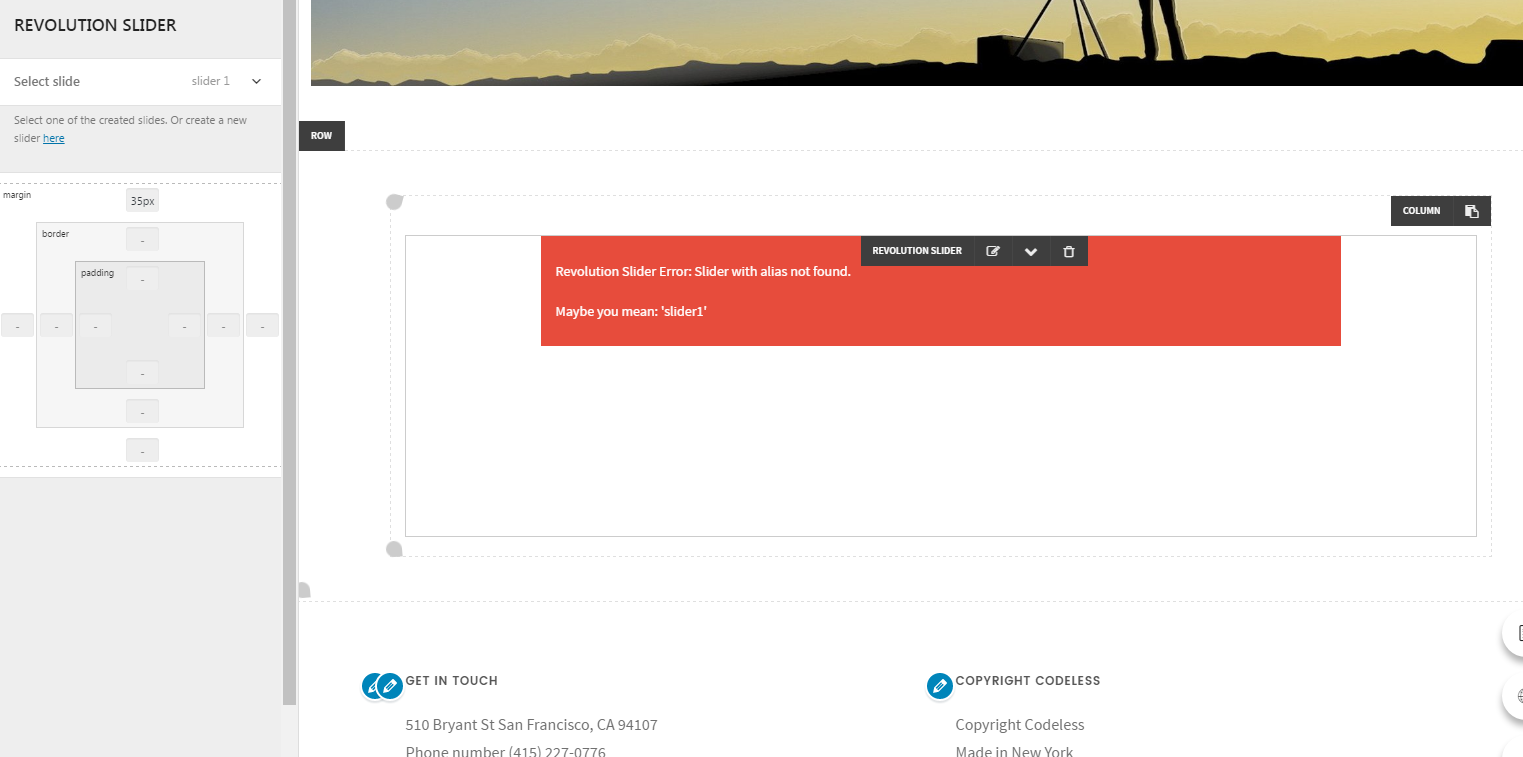 REVOLUTION SLIDER
Select slide slider 1
Select one of the created slides. Or create a new
slider here
margin
35px
border
-
padding
-
- - - - - -
-
-
-
ROW
COLUMN
REVOLUTION SLIDER
Revolution Slider Error: Slider with alias not found.
Maybe you mean: 'slider1'
GET IN TOUCH
510 Bryant St San Francisco, CA 94107
Phone number (415) 227-0776
COPYRIGHT CODELESS
Copyright Codeless
Made in New York